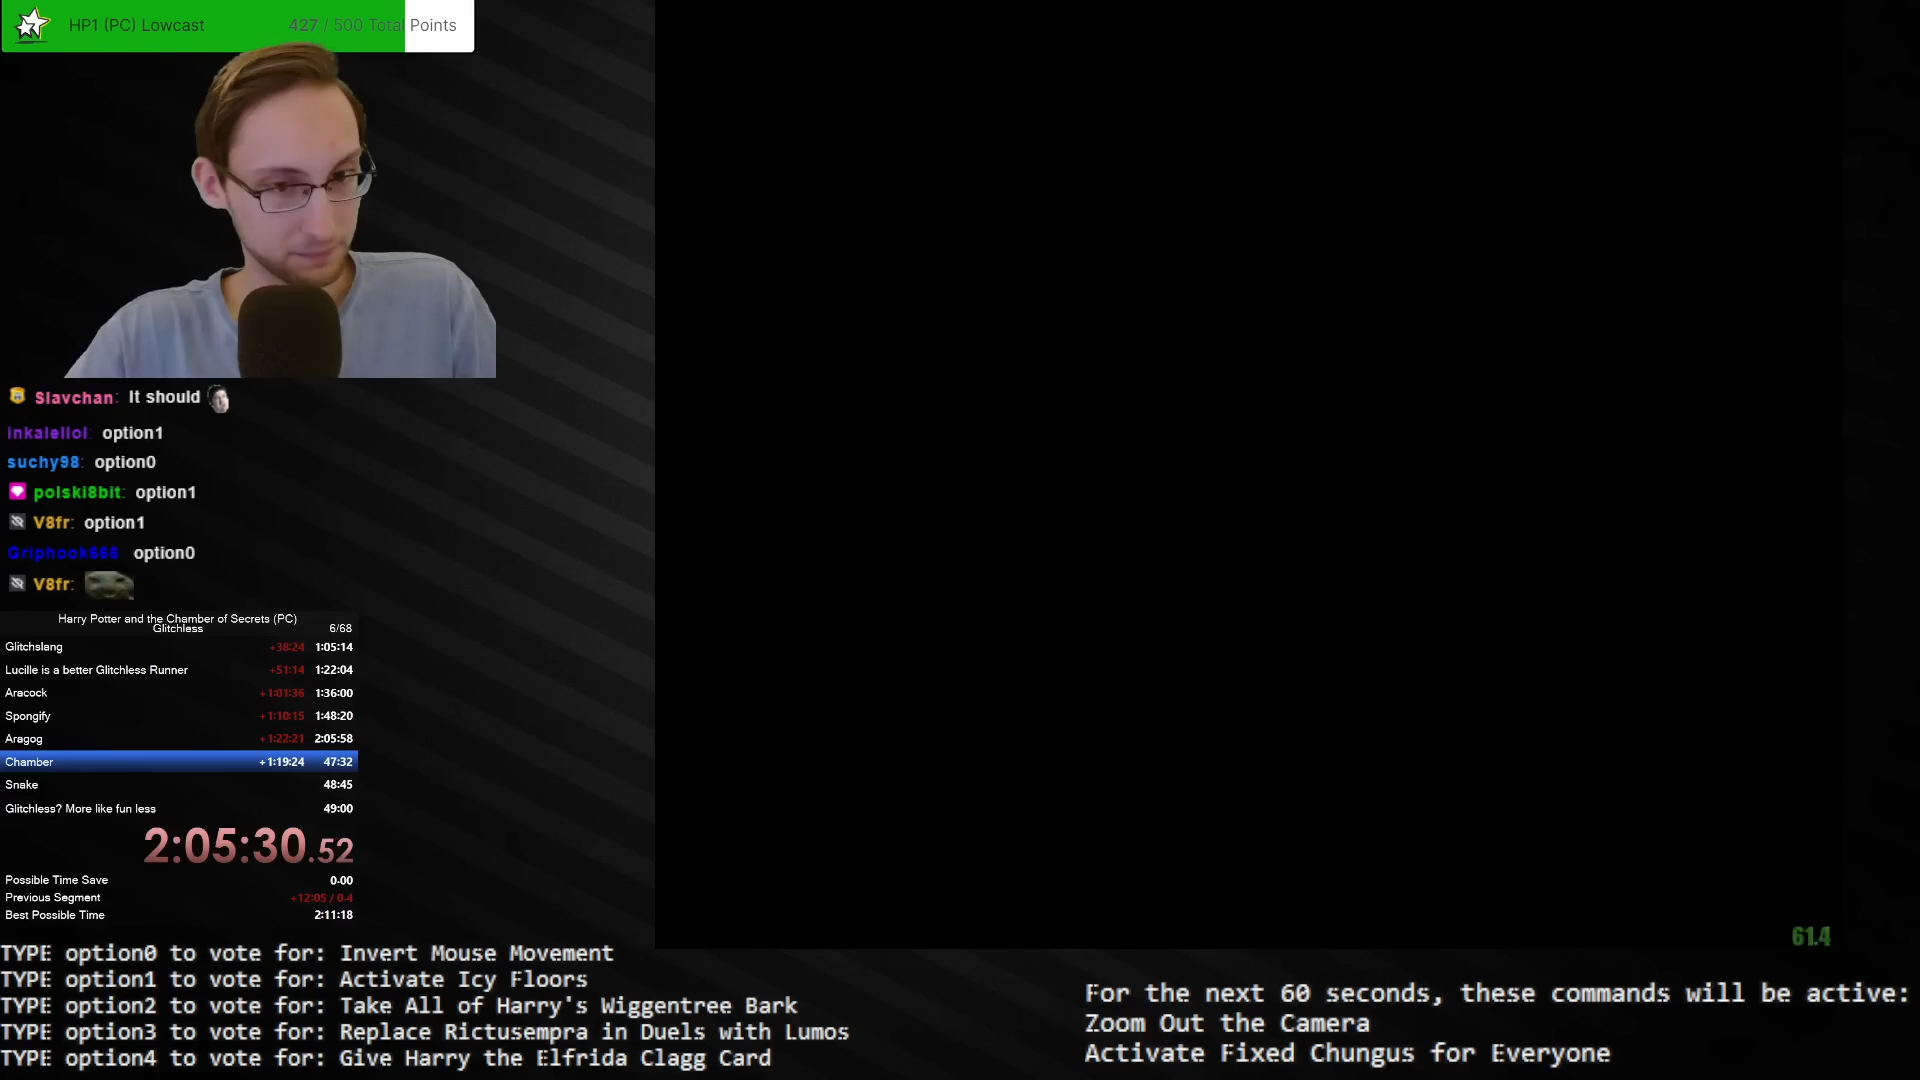 HP1 (PC) Lowcast 427 / 500 Total Points
Slavchan: It should
inkalellol: option1
suchy98: option0
polski8bit: option1
V8fr: option1
Griphook666 option0
V8fr:
Harry Potter and the Chamber of Secrets (PC)
Glitchless 6/68
Glitchslang +38:24 1:05:14
Lucille is a better Glitchless Runner +51:14 1:22:04
Aracock +1:01:36 1:36:00
Spongify +1:10:15 1:48:20
Aragog +1:22:21 2:05:58
Chamber +1:19:24 47:32
Snake 48:45
Glitchless? More like fun less 49:00
2:05:30.52
Possible Time Save 0-00
Previous Segment +12:05 / 0-4
Best Possible Time 2:11:18
TYPE option0 to vote for: Invert Mouse Movement
TYPE option1 to vote for: Activate Icy Floors
TYPE option2 to vote for: Take All of Harry's Wiggentree Bark
TYPE option3 to vote for: Replace Rictusempra in Duels with Lumos
TYPE option4 to vote for: Give Harry the Elfrida Clagg Card
61.4
For the next 60 seconds, these commands will be active:
Zoom Out the Camera
Activate Fixed Chungus for Everyone